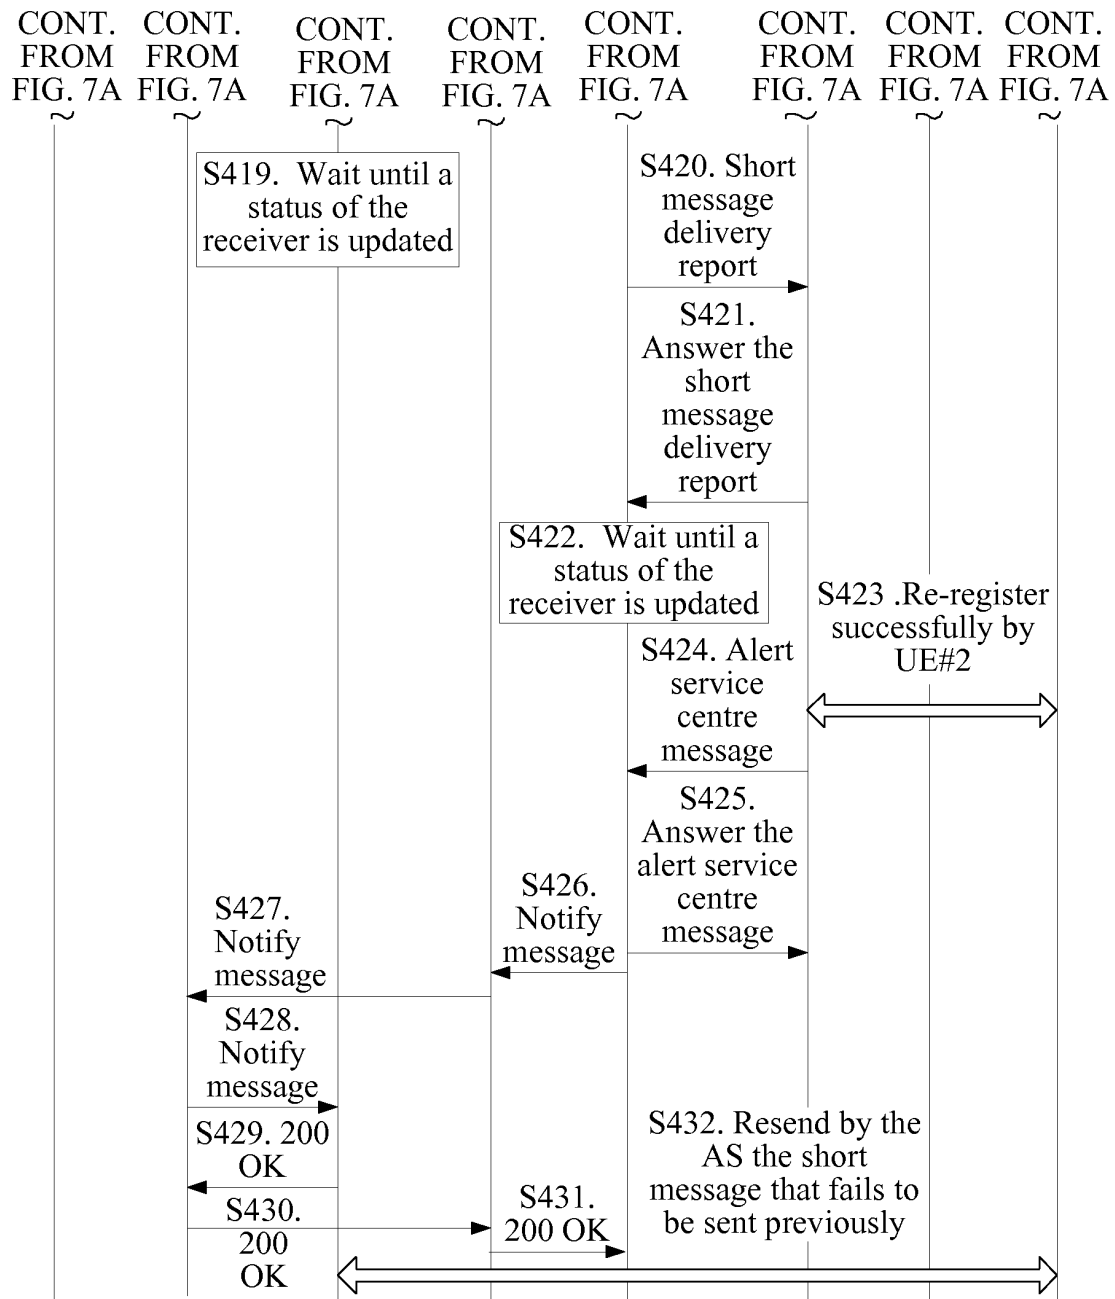 CONT. FROM FIG. 7A
CONT. FROM FIG. 7A
CONT. FROM FIG. 7A
CONT. FROM FIG. 7A
CONT. FROM FIG. 7A
CONT. FROM FIG. 7A
CONT. FROM FIG. 7A
CONT. FROM FIG. 7A
S419. Wait until a
status of the
receiver is updated
S420. Short
message
delivery
report
S421.
Answer the
short
message
delivery
report
S422. Wait until a
status of the
receiver is updated
S423 .Re-register
successfully by
UE#2
S424. Alert
service
centre
message
S425.
Answer the
alert service
centre
message
S426.
Notify
message
S427.
Notify
message
S428.
Notify
message
S429. 200
OK
S430.
200
OK
S431.
200 OK
S432. Resend by the
AS the short
message that fails to
be sent previously